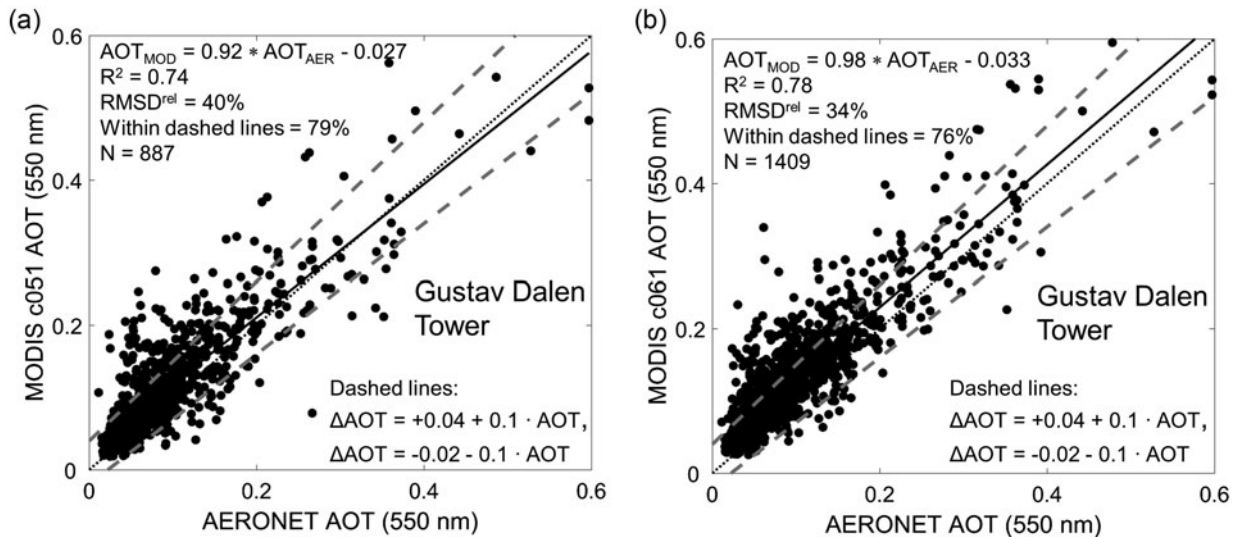 (a)
AOT_MOD = 0.92 * AOT_AER - 0.027
R² = 0.74
RMSD^rel = 40%
Within dashed lines = 79%
N = 887
Gustav Dalen
Tower
Dashed lines:
ΔAOT = +0.04 + 0.1 · AOT,
ΔAOT = -0.02 - 0.1 · AOT
MODIS c051 AOT (550 nm)
0.6
0.4
0.2
0
0 0.2 0.4 0.6
AERONET AOT (550 nm)
(b)
AOT_MOD = 0.98 * AOT_AER - 0.033
R² = 0.78
RMSD^rel = 34%
Within dashed lines = 76%
N = 1409
Gustav Dalen
Tower
Dashed lines:
ΔAOT = +0.04 + 0.1 · AOT,
ΔAOT = -0.02 - 0.1 · AOT
MODIS c061 AOT (550 nm)
0.6
0.4
0.2
0
0 0.2 0.4 0.6
AERONET AOT (550 nm)